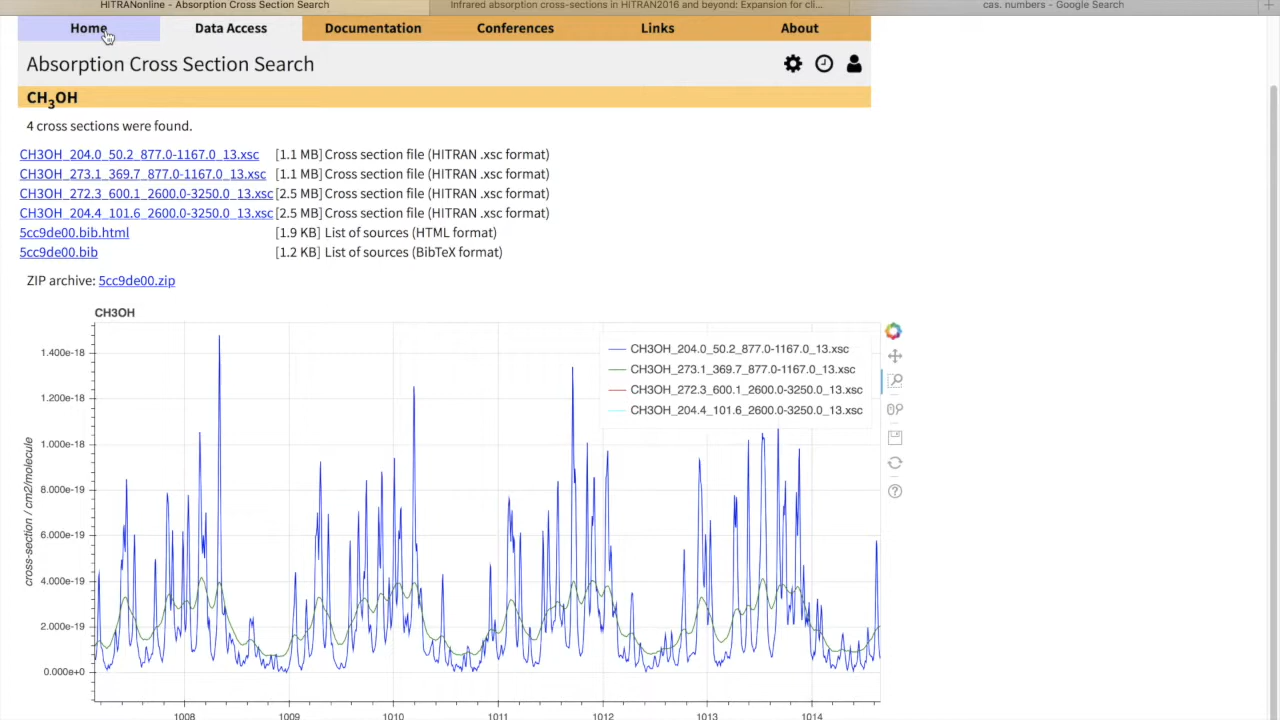 HITRANonline - Absorption Cross Section Search
Infrared absorption cross-sections in HITRAN2016 and beyond: Expansion for cli...
cas. numbers - Google Search
Home Data Access Documentation Conferences Links About
Absorption Cross Section Search
CH3OH
4 cross sections were found.
CH3OH_204.0_50.2_877.0-1167.0_13.xsc [1.1 MB] Cross section file (HITRAN .xsc format)
CH3OH_273.1_369.7_877.0-1167.0_13.xsc [1.1 MB] Cross section file (HITRAN .xsc format)
CH3OH_272.3_600.1_2600.0-3250.0_13.xsc [2.5 MB] Cross section file (HITRAN .xsc format)
CH3OH_204.4_101.6_2600.0-3250.0_13.xsc [2.5 MB] Cross section file (HITRAN .xsc format)
5cc9de00.bib.html [1.9 KB] List of sources (HTML format)
5cc9de00.bib [1.2 KB] List of sources (BibTeX format)
ZIP archive: 5cc9de00.zip
CH3OH
CH3OH_204.0_50.2_877.0-1167.0_13.xsc
CH3OH_273.1_369.7_877.0-1167.0_13.xsc
CH3OH_272.3_600.1_2600.0-3250.0_13.xsc
CH3OH_204.4_101.6_2600.0-3250.0_13.xsc
cross-section / cm2/molecule
1.400e-18
1.200e-18
1.000e-18
8.000e-19
6.000e-19
4.000e-19
2.000e-19
0.000e+0
1008 1009 1010 1011 1012 1013 1014